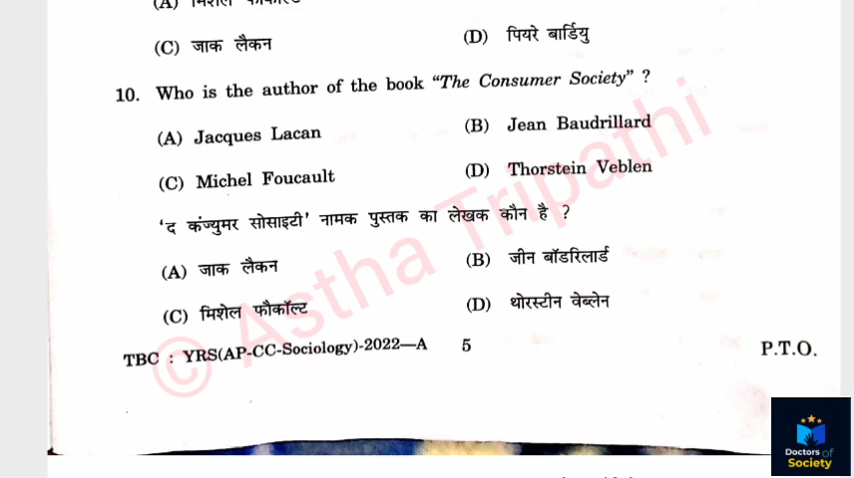 (C) जाक लैकन (D) पियरे बार्डियु
10. Who is the author of the book “The Consumer Society” ?
(A) Jacques Lacan (B) Jean Baudrillard
(C) Michel Foucault (D) Thorstein Veblen
‘द कंज्युमर सोसाइटी’ नामक पुस्तक का लेखक कौन है ?
(A) जाक लैकन (B) जीन बॉडरिलार्ड
(C) मिशेल फौकॉल्ट (D) थोरस्टीन वेब्लेन
TBC : YRS(AP-CC-Sociology)-2022—A 5 P.T.O.
© Astha Tripathi
Doctors of
Society